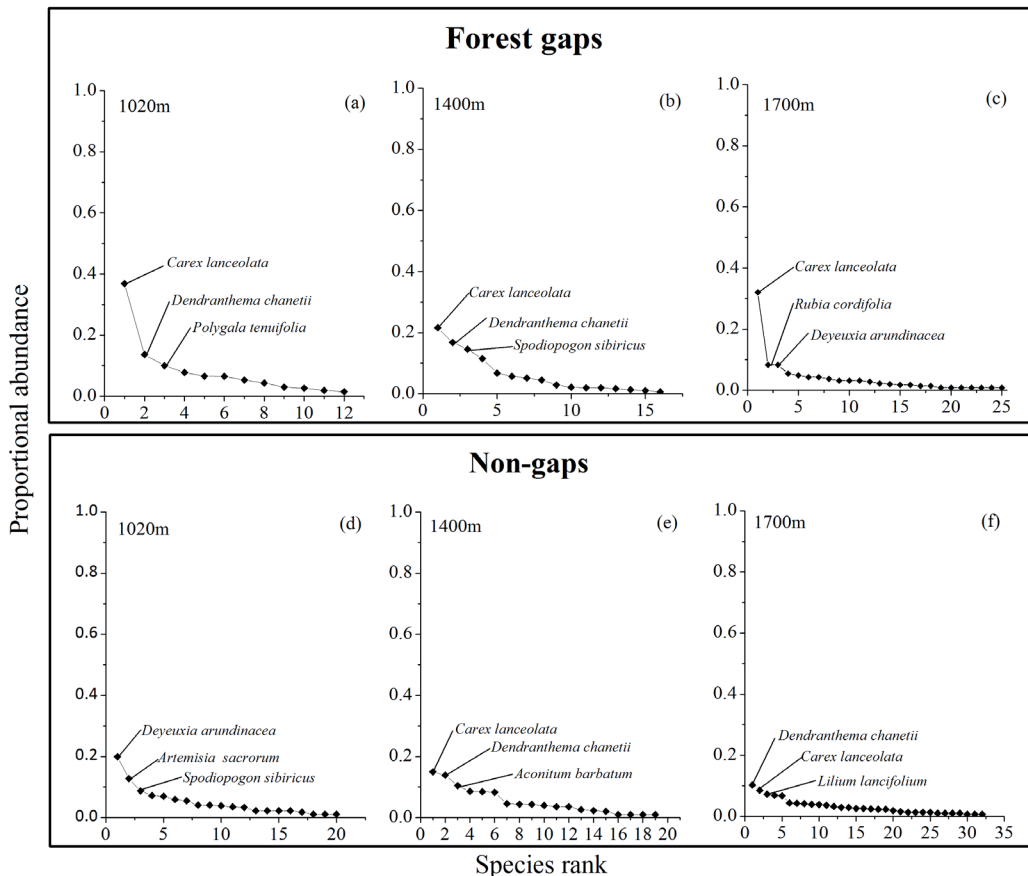 Forest gaps
1020m
(a)
1.0
0.8
0.6
0.4
0.2
0.0
Carex lanceolata
Dendranthema chanetii
Polygala tenuifolia
0 2 4 6 8 10 12
1400m
(b)
1.0
0.8
0.6
0.4
0.2
0.0
Carex lanceolata
Dendranthema chanetii
Spodiopogon sibiricus
0 5 10 15
1700m
(c)
1.0
0.8
0.6
0.4
0.2
0.0
Carex lanceolata
Rubia cordifolia
Deyeuxia arundinacea
0 5 10 15 20 25
Proportional abundance
Non-gaps
1020m
(d)
1.0
0.8
0.6
0.4
0.2
0.0
Deyeuxia arundinacea
Artemisia sacrorum
Spodiopogon sibiricus
0 5 10 15 20
1400m
(e)
1.0
0.8
0.6
0.4
0.2
0.0
Carex lanceolata
Dendranthema chanetii
Aconitum barbatum
0 1 2 4 6 8 10 12 14 16 19 20
1700m
(f)
1.0
0.8
0.6
0.4
0.2
0.0
Dendranthema chanetii
Carex lanceolata
Lilium lancifolium
0 5 10 15 20 25 30 35
Species rank